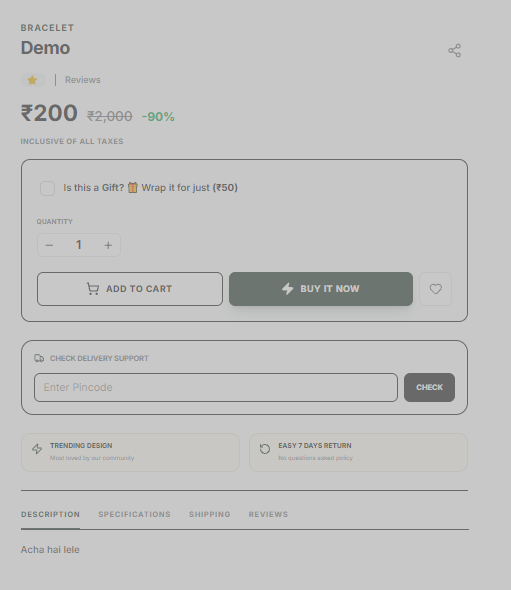 BRACELET
Demo
Reviews
₹200 ₹2,000 -90%
INCLUSIVE OF ALL TAXES
Is this a Gift? 🎁 Wrap it for just (₹50)
QUANTITY
− 1 +
ADD TO CART BUY IT NOW
CHECK DELIVERY SUPPORT
Enter Pincode CHECK
TRENDING DESIGN
Most loved by our community
EASY 7 DAYS RETURN
No questions asked policy
DESCRIPTION SPECIFICATIONS SHIPPING REVIEWS
Acha hai lele